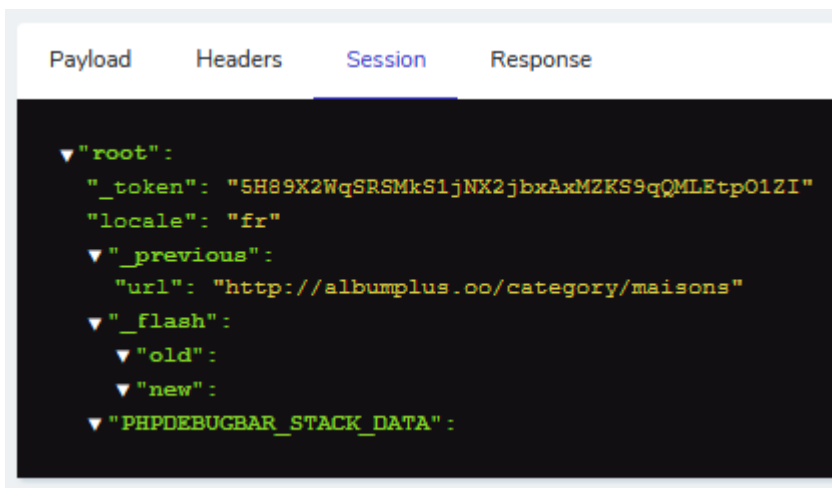 Payload Headers Session Response
▼"root":
"_token": "5H89X2WqSRSMkS1jNX2jbxAxMZKS9qQMLEtpO1ZI"
"locale": "fr"
▼"_previous":
"url": "http://albumplus.oo/category/maisons"
▼"_flash":
▼"old":
▼"new":
▼"PHPDEBUGBAR_STACK_DATA":